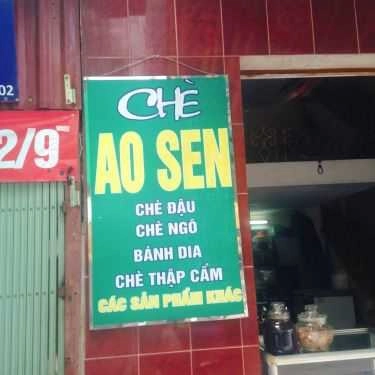 02
2/9
CHÈ
AO SEN
CHÈ ĐẬU
CHÈ NGÔ
BÁNH DIA
CHÈ THẬP CẨM
CÁC SẢN PHẨM KHÁC